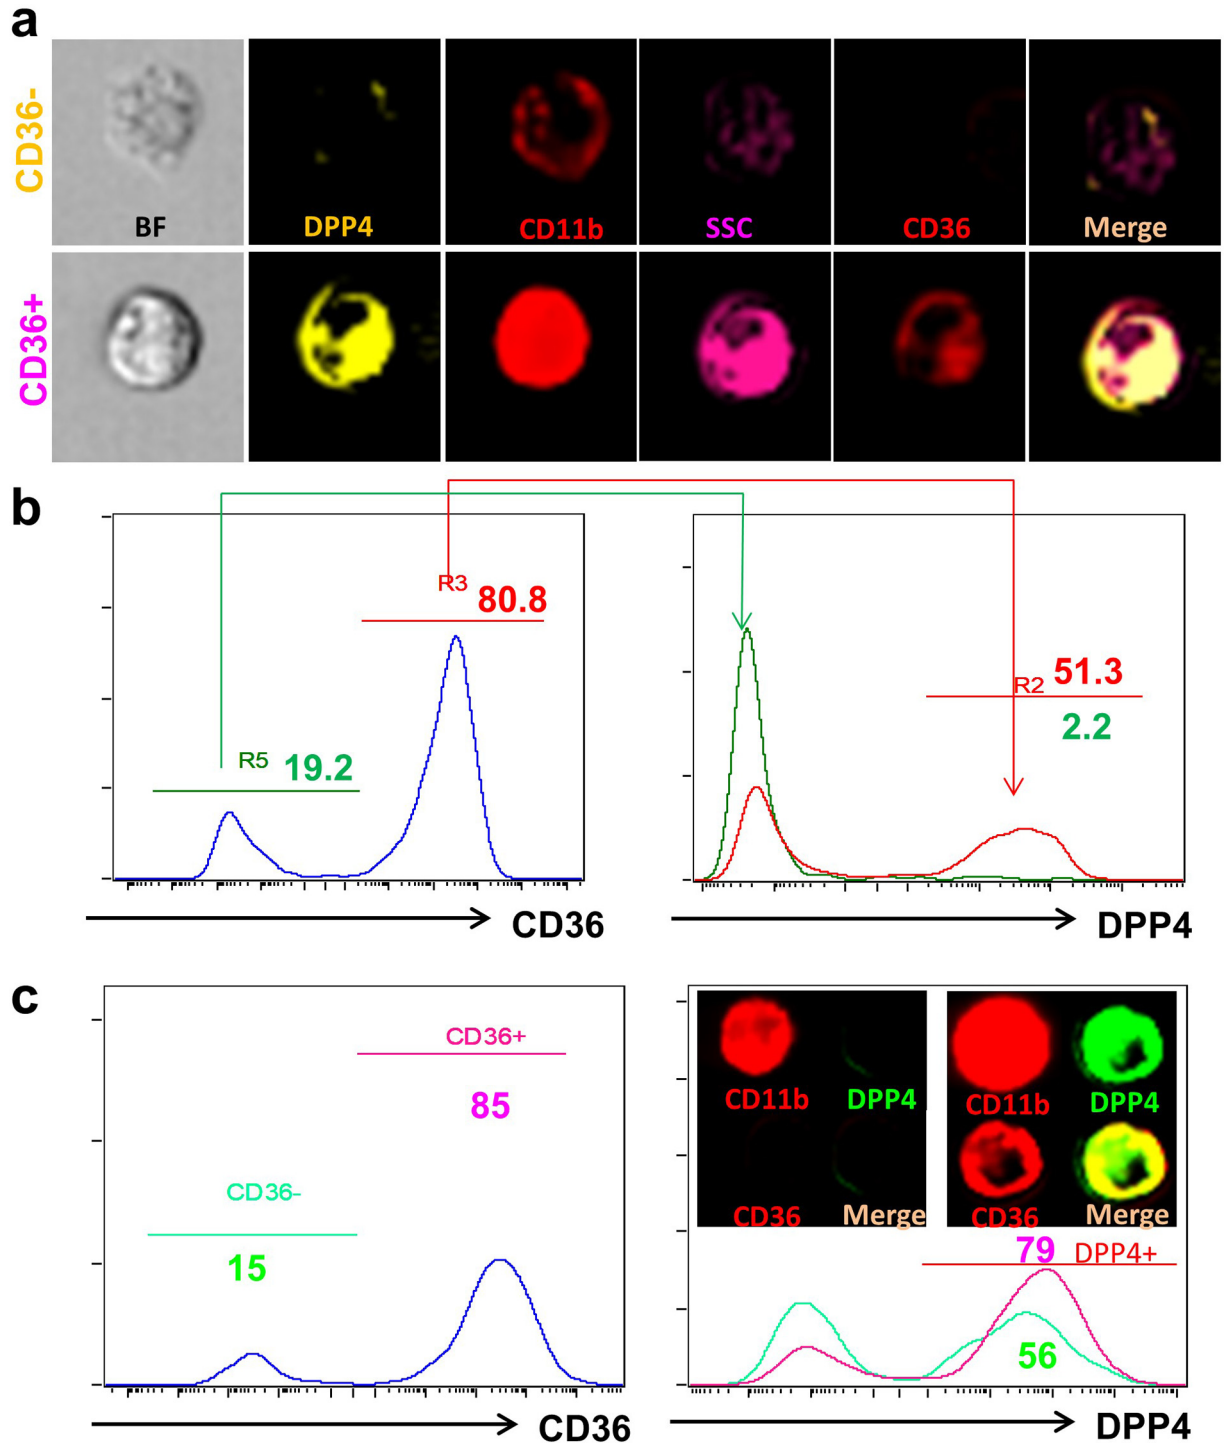 a
CD36-
BF
DPP4
CD11b
SSC
CD36
Merge
CD36+
b
R3
80.8
R5
19.2
CD36
R2
51.3
2.2
DPP4
c
CD36+
85
CD36-
15
CD36
CD11b
DPP4
CD36
Merge
CD11b
DPP4
CD36
Merge
79
DPP4+
56
DPP4